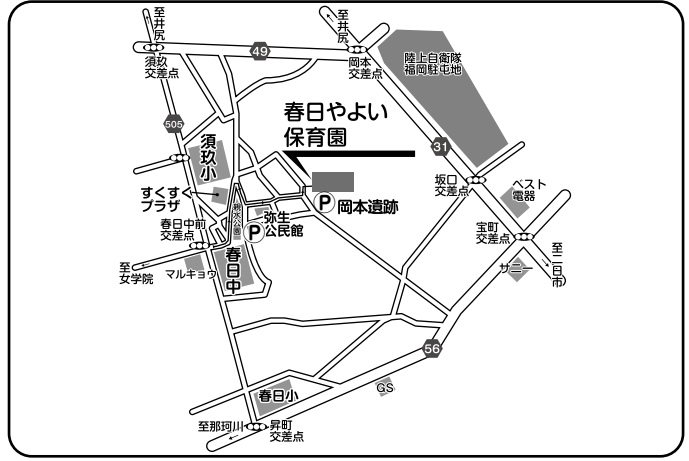 至井尻
至井尻
49
須玖
交差点
岡本
交差点
陸上自衛隊
福岡駐屯地
春日やよい
保育園
505
須玖小
31
坂口
交差点
ベスト
電器
すくすく
プラザ
P
岡本遺跡
親水公園
弥生
公民館
P
春日中前
交差点
宝町
交差点
至二日市
至
女学院
マルキョウ
春日中
サニー
56
GS
春日小
至那珂川
昇町
交差点